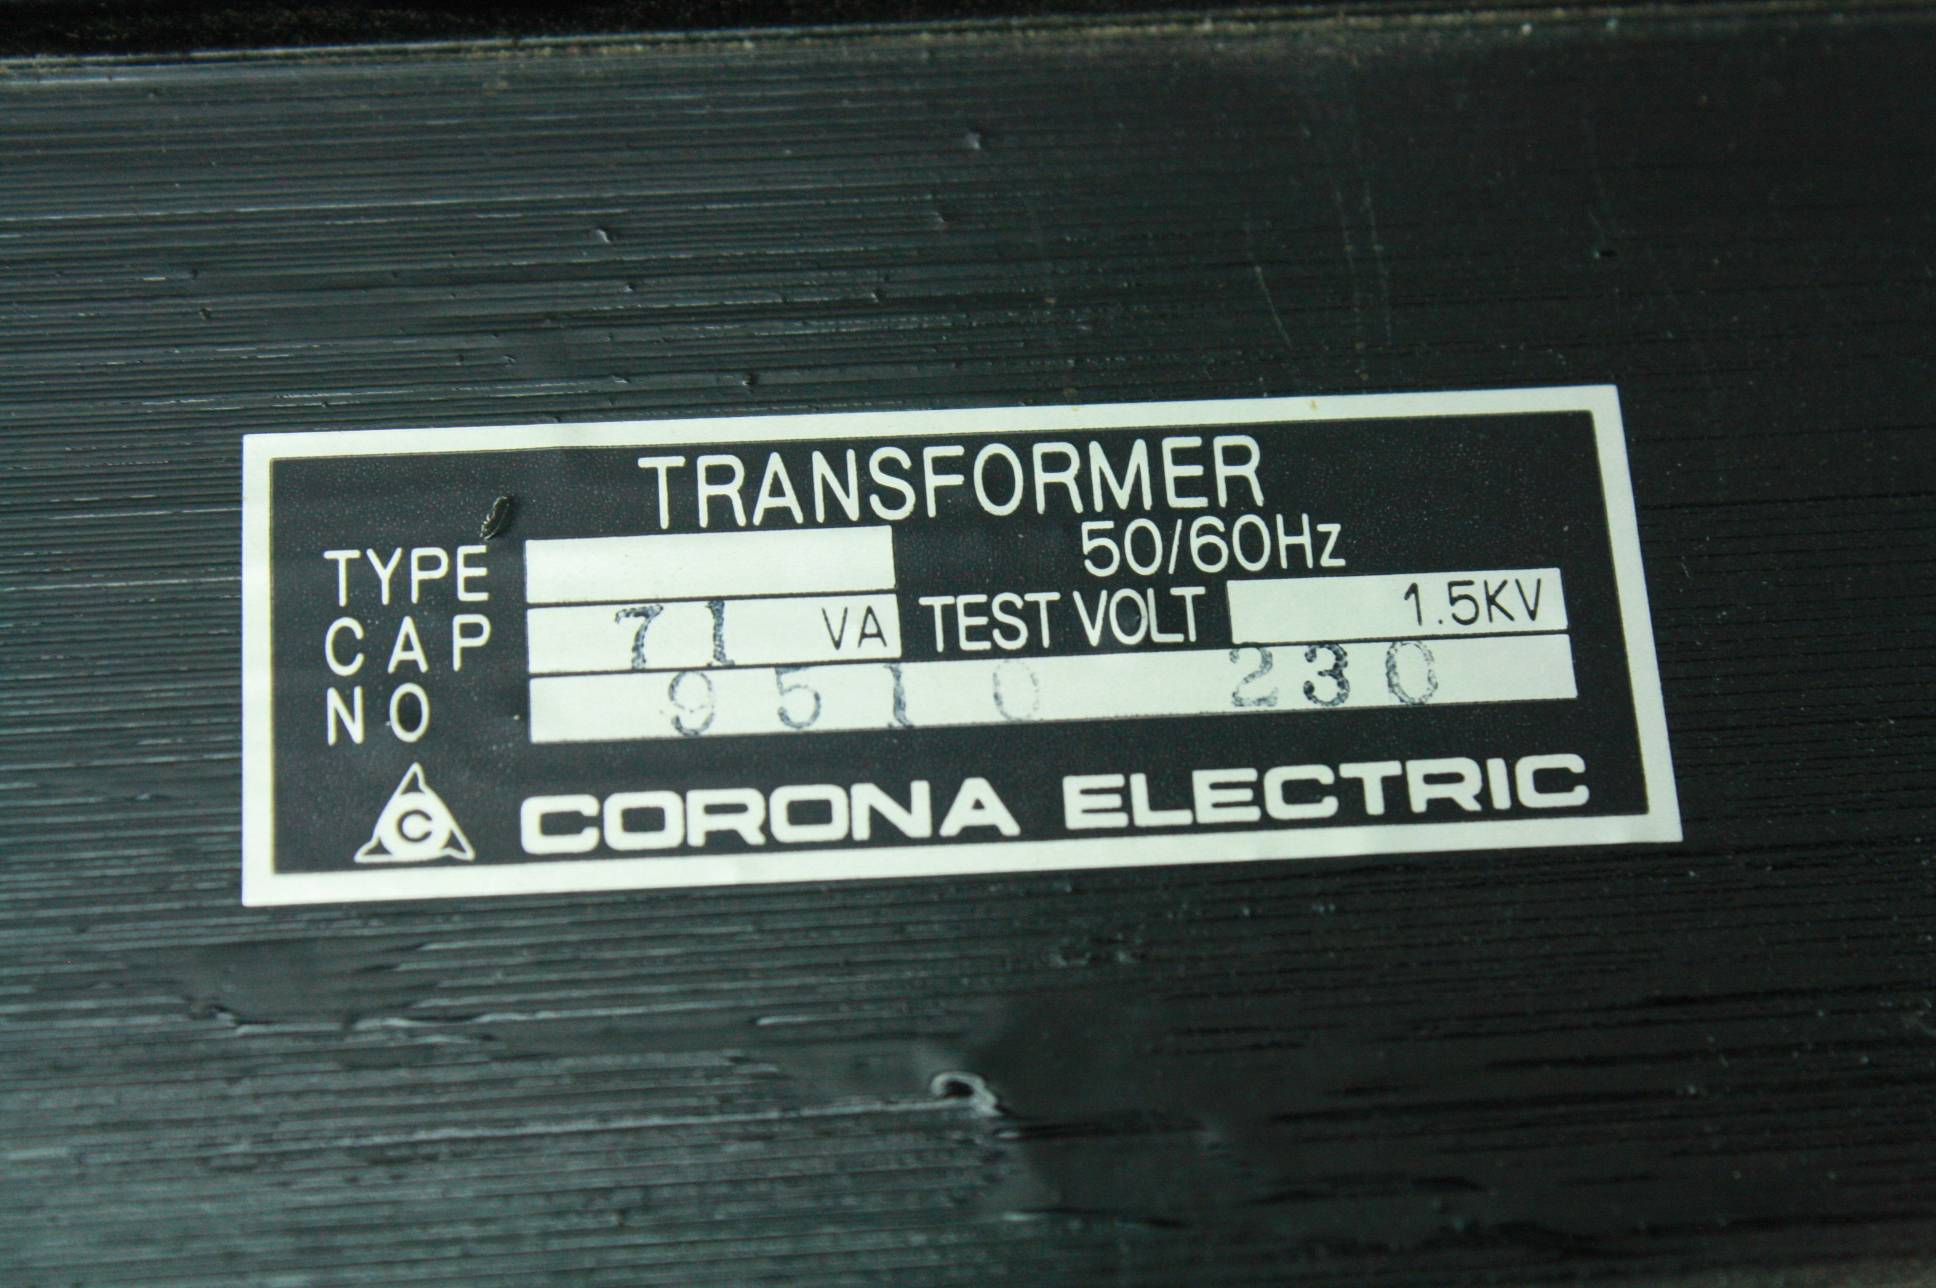 TRANSFORMER
TYPE 50/60Hz
CAP 71 VA TEST VOLT 1.5KV
NO 9510 230
C CORONA ELECTRIC